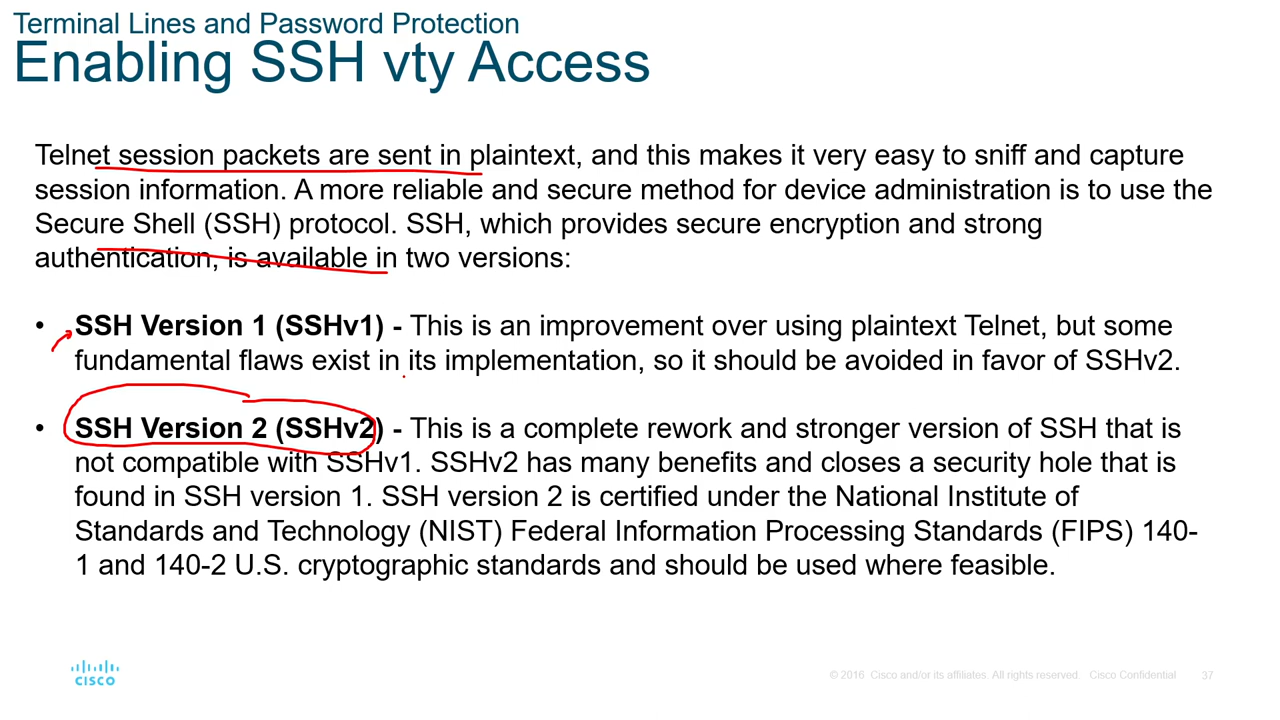 Terminal Lines and Password Protection
Enabling SSH vty Access
Telnet session packets are sent in plaintext, and this makes it very easy to sniff and capture
session information. A more reliable and secure method for device administration is to use the
Secure Shell (SSH) protocol. SSH, which provides secure encryption and strong
authentication, is available in two versions:
• SSH Version 1 (SSHv1) - This is an improvement over using plaintext Telnet, but some
fundamental flaws exist in its implementation, so it should be avoided in favor of SSHv2.
• SSH Version 2 (SSHv2) - This is a complete rework and stronger version of SSH that is
not compatible with SSHv1. SSHv2 has many benefits and closes a security hole that is
found in SSH version 1. SSH version 2 is certified under the National Institute of
Standards and Technology (NIST) Federal Information Processing Standards (FIPS) 140-
1 and 140-2 U.S. cryptographic standards and should be used where feasible.
CISCO
© 2016 Cisco and/or its affiliates. All rights reserved. Cisco Confidential 37